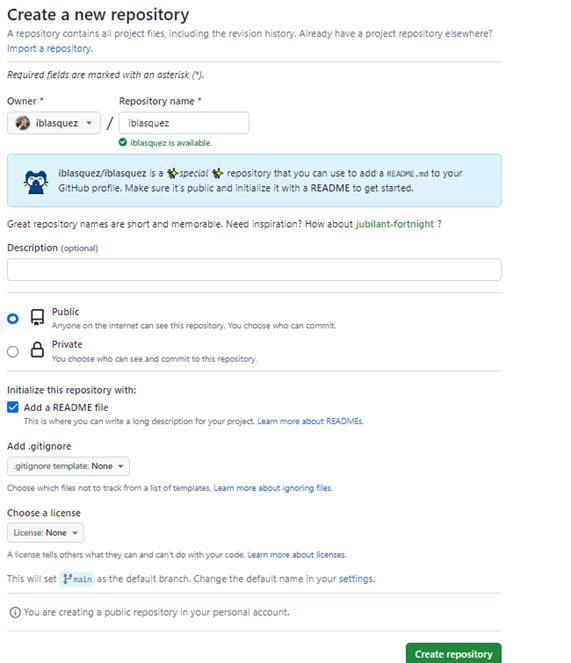 Create a new repository
A repository contains all project files, including the revision history. Already have a project repository elsewhere?
Import a repository.
Required fields are marked with an asterisk (*).
Owner *
Repository name *
iblasquez
/
iblasquez
iblasquez is available.
iblasquez/iblasquez is a ✨special ✨ repository that you can use to add a README.md to your
GitHub profile. Make sure it's public and initialize it with a README to get started.
Great repository names are short and memorable. Need inspiration? How about jubilant-fortnight ?
Description (optional)
Public
Anyone on the internet can see this repository. You choose who can commit.
Private
You choose who can see and commit to this repository.
Initialize this repository with:
Add a README file
This is where you can write a long description for your project. Learn more about READMEs.
Add .gitignore
.gitignore template: None
Choose which files not to track from a list of templates. Learn more about ignoring files.
Choose a license
License: None
A license tells others what they can and can't do with your code. Learn more about licenses.
This will set main as the default branch. Change the default name in your settings.
You are creating a public repository in your personal account.
Create repository